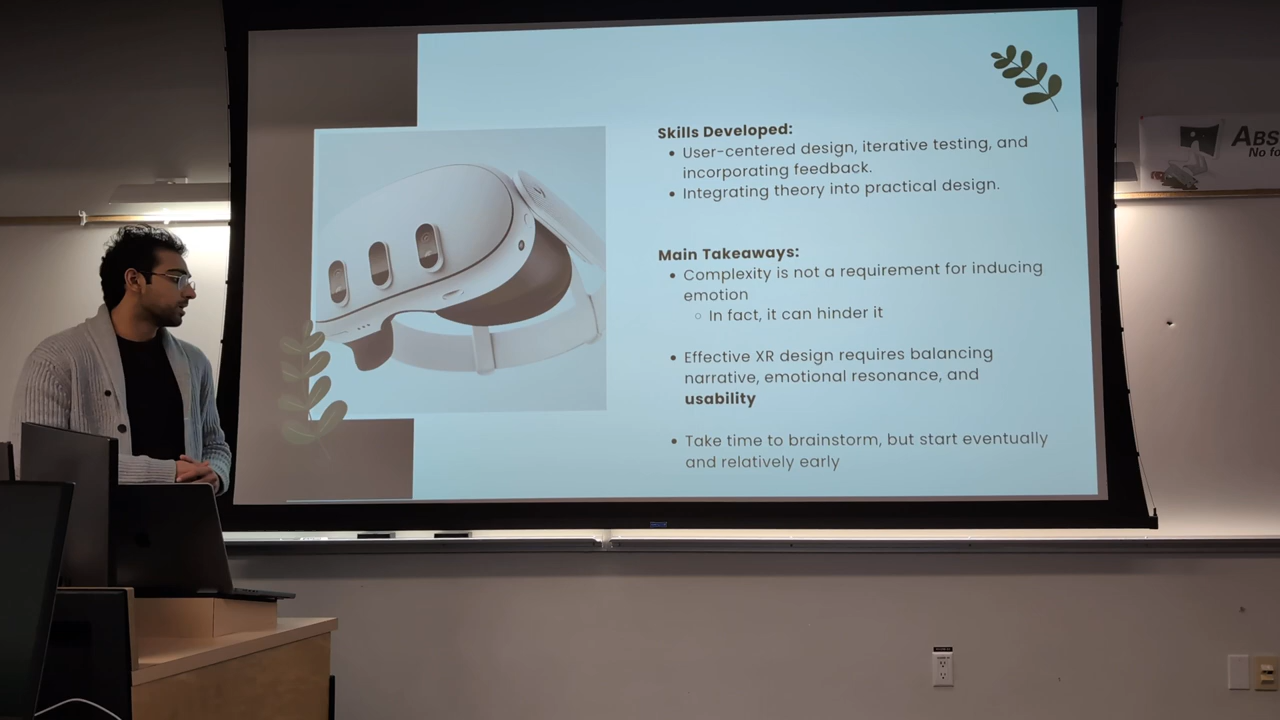 Skills Developed:
• User-centered design, iterative testing, and
incorporating feedback.
• Integrating theory into practical design.
Main Takeaways:
• Complexity is not a requirement for inducing
emotion
○ In fact, it can hinder it
• Effective XR design requires balancing
narrative, emotional resonance, and
usability
• Take time to brainstorm, but start eventually
and relatively early
ABS
No fo